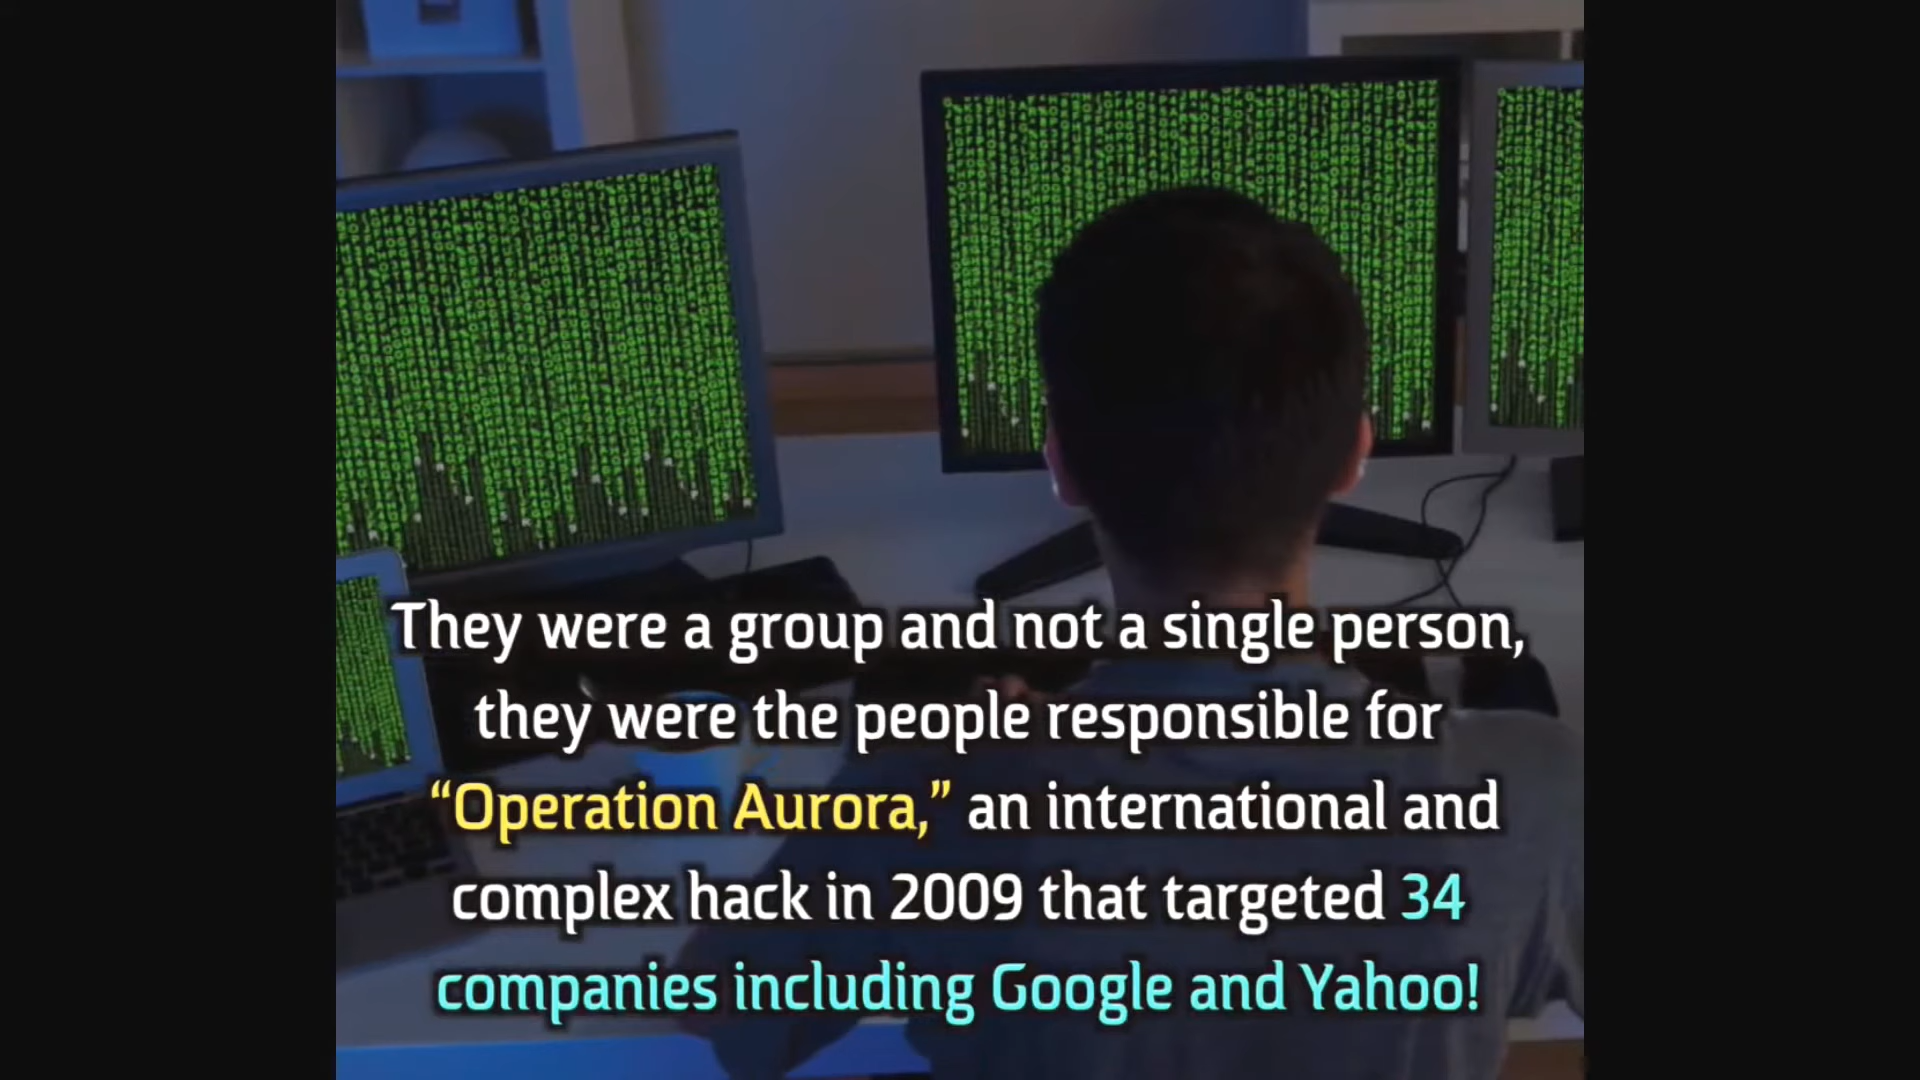 They were a group and not a single person,
they were the people responsible for
“Operation Aurora,” an international and
complex hack in 2009 that targeted 34
companies including Google and Yahoo!